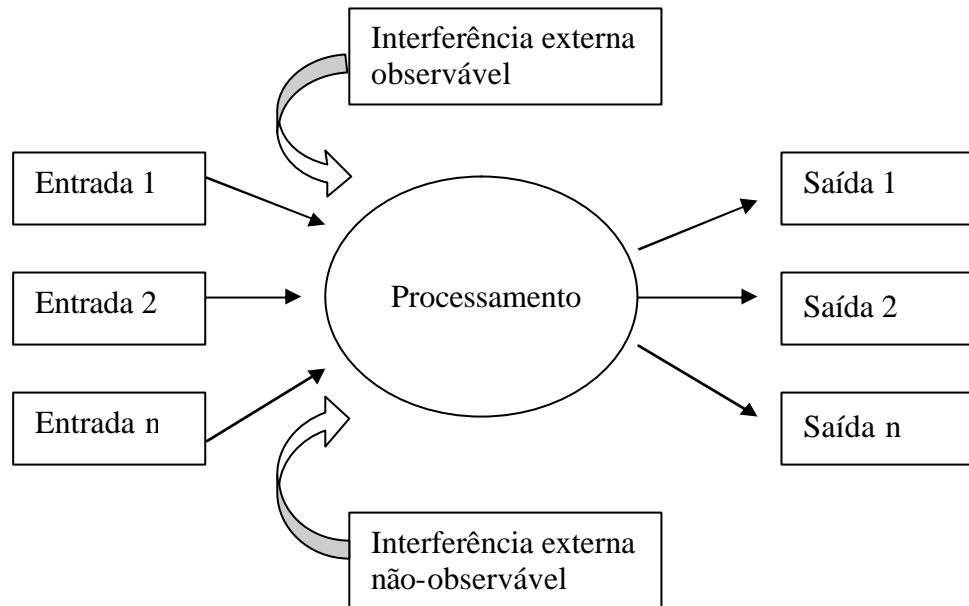 Interferência externa
observável
Entrada 1
Saída 1
Entrada 2
Processamento
Saída 2
Entrada n
Saída n
Interferência externa
não-observável